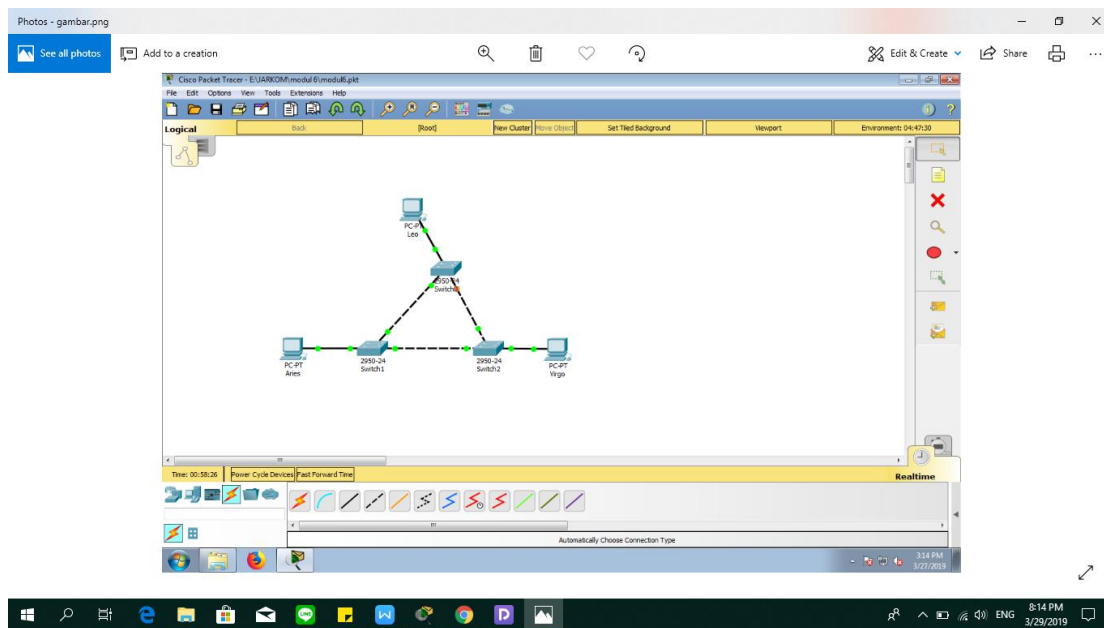 Photos - gambar.png
See all photos Add to a creation Edit & Create Share
Cisco Packet Tracer - E:\JARKOM\modul 6\modul6.pkt
File Edit Options View Tools Extensions Help
Logical Back [Root] New Cluster Move Object Set Tiled Background Viewport Environment: 04:47:30
PC-PT
Leo
2950-24
PC-PT
Aries
2950-24
Switch1
2950-24
Switch2
PC-PT
Virgo
Time: 00:58:26 Power Cycle Devices Fast Forward Time Realtime
Automatically Choose Connection Type
3:14 PM
3/27/2019
ENG
8:14 PM
3/29/2019